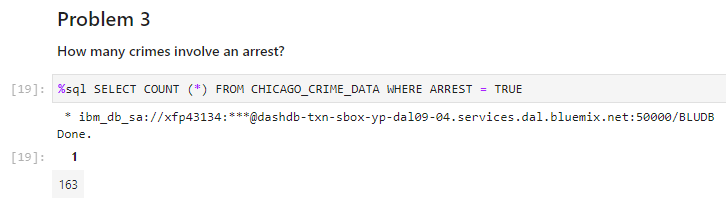 Problem 3
How many crimes involve an arrest?
[19]: %sql SELECT COUNT (*) FROM CHICAGO_CRIME_DATA WHERE ARREST = TRUE
* ibm_db_sa://xfp43134:***@dashdb-txn-sbox-yp-dal09-04.services.dal.bluemix.net:50000/BLUDB
Done.
[19]: 1
163